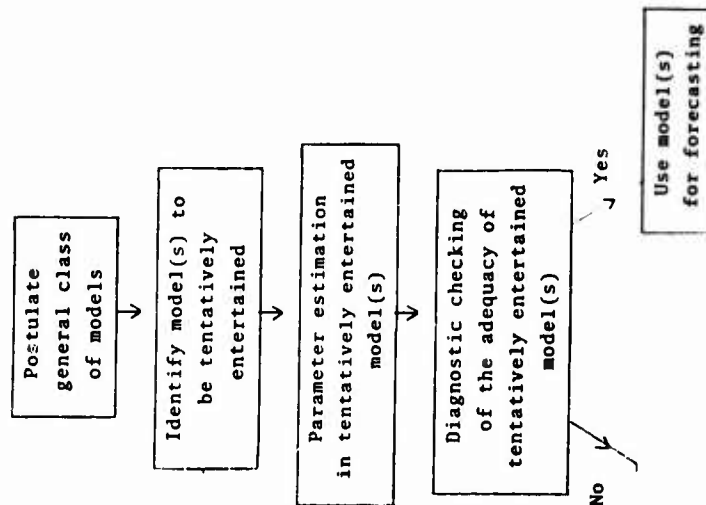 Postulate
general class
of models
Identify model(s) to
be tentatively
entertained
Parameter estimation
in tentatively entertained
model(s)
Diagnostic checking
of the adequacy of
tentatively entertained
model(s)
No
Yes
Use model(s)
for forecasting